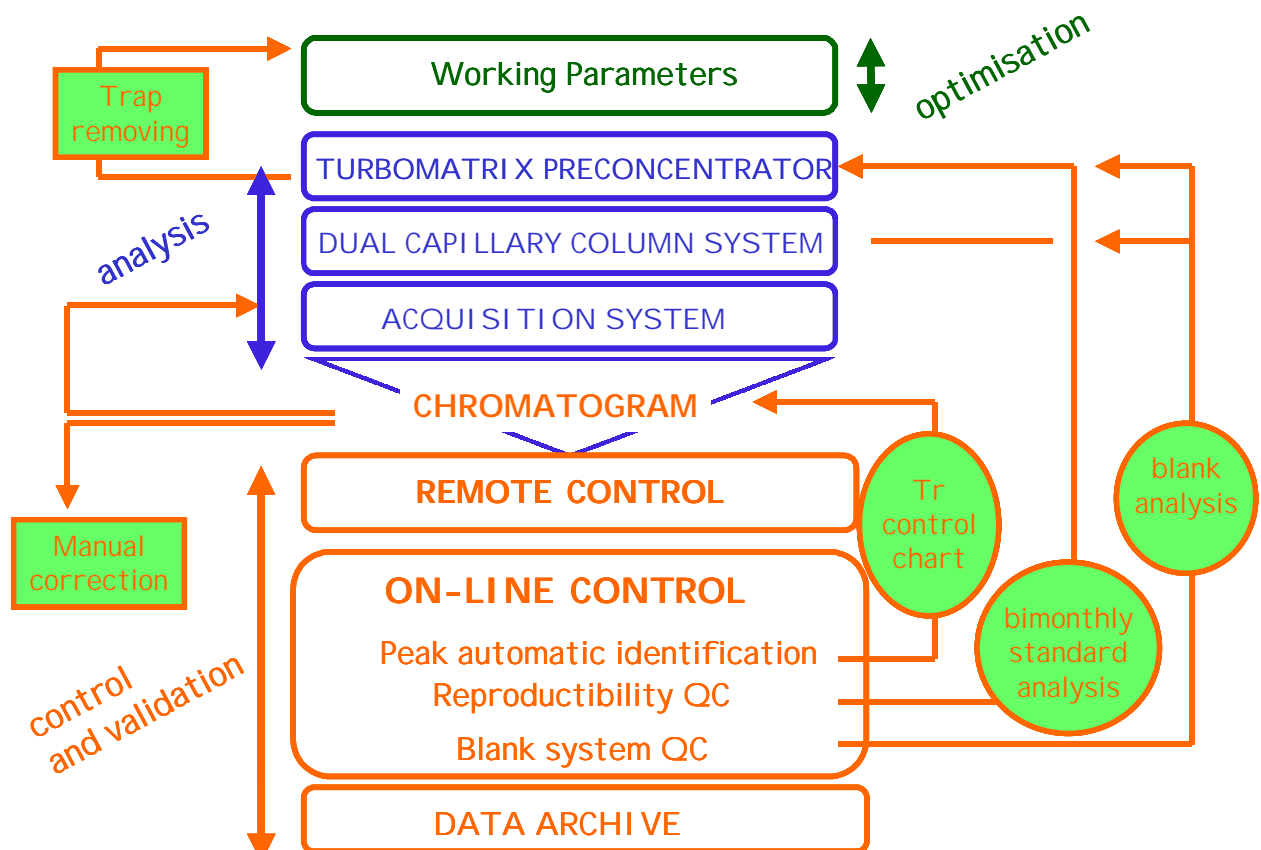 Working Parameters
optimisation
Trap
removing
TURBOMATRIX PRECONCENTRATOR
DUAL CAPILLARY COLUMN SYSTEM
analysis
ACQUISITION SYSTEM
CHROMATOGRAM
REMOTE CONTROL
Tr
control
chart
blank
analysis
Manual
correction
ON-LINE CONTROL
Peak automatic identification
Reproductibility QC
Blank system QC
bimonthly
standard
analysis
control
and validation
DATA ARCHIVE